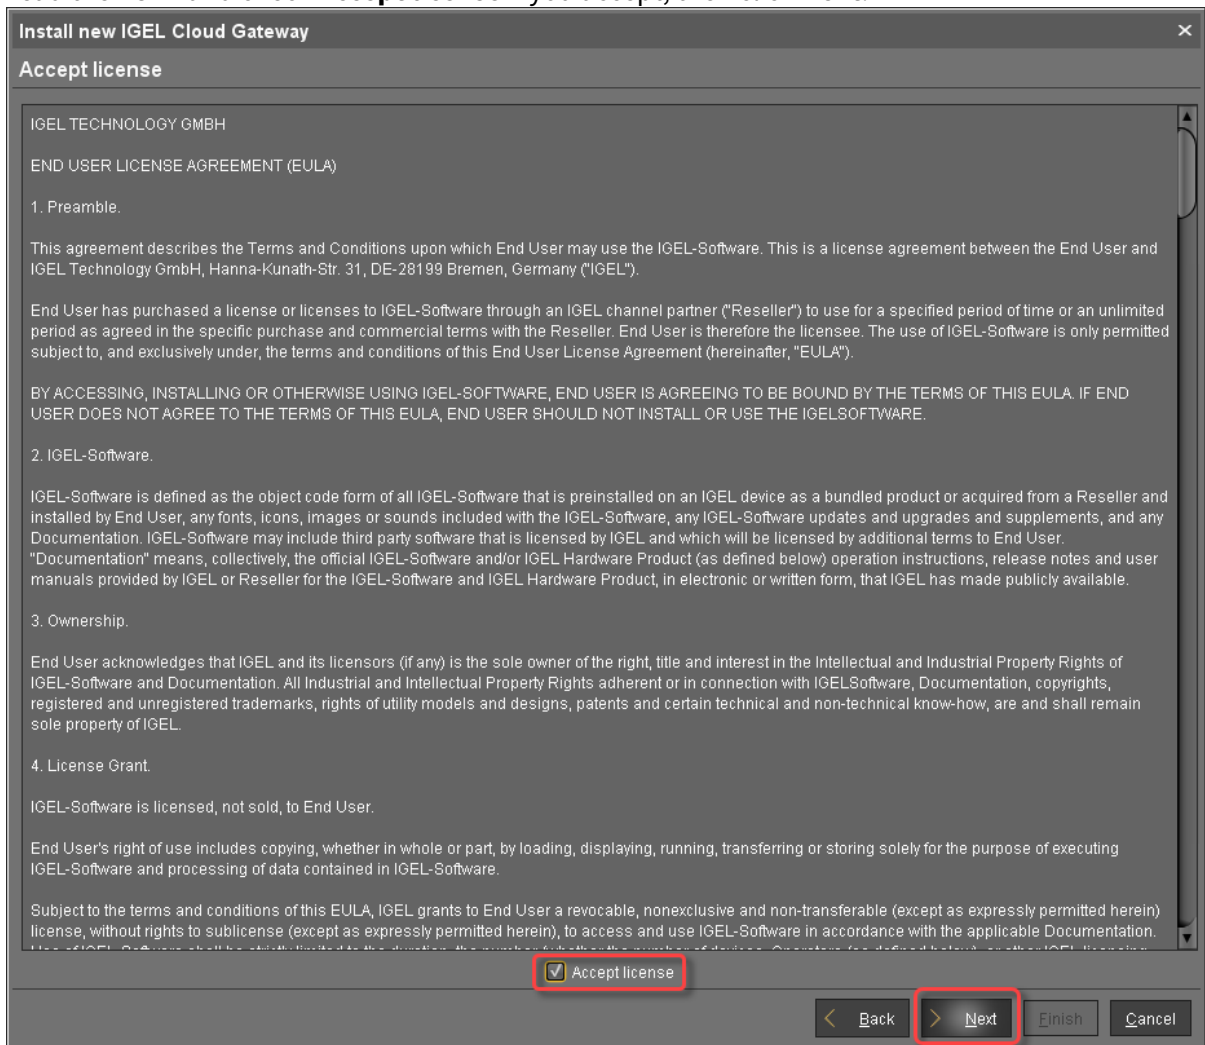 Install new IGEL Cloud Gateway
Accept license
IGEL TECHNOLOGY GMBH
END USER LICENSE AGREEMENT (EULA)
1. Preamble.
This agreement describes the Terms and Conditions upon which End User may use the IGEL-Software. This is a license agreement between the End User and
IGEL Technology GmbH, Hanna-Kunath-Str. 31, DE-28199 Bremen, Germany ("IGEL").
End User has purchased a license or licenses to IGEL-Software through an IGEL channel partner ("Reseller") to use for a specified period of time or an unlimited
period as agreed in the specific purchase and commercial terms with the Reseller. End User is therefore the licensee. The use of IGEL-Software is only permitted
subject to, and exclusively under, the terms and conditions of this End User License Agreement (hereinafter, "EULA").
BY ACCESSING, INSTALLING OR OTHERWISE USING IGEL-SOFTWARE, END USER IS AGREEING TO BE BOUND BY THE TERMS OF THIS EULA. IF END
USER DOES NOT AGREE TO THE TERMS OF THIS EULA, END USER SHOULD NOT INSTALL OR USE THE IGELSOFTWARE.
2. IGEL-Software.
IGEL-Software is defined as the object code form of all IGEL-Software that is preinstalled on an IGEL device as a bundled product or acquired from a Reseller and
installed by End User, any fonts, icons, images or sounds included with the IGEL-Software, any IGEL-Software updates and upgrades and supplements, and any
Documentation. IGEL-Software may include third party software that is licensed by IGEL and which will be licensed by additional terms to End User.
"Documentation" means, collectively, the official IGEL-Software and/or IGEL Hardware Product (as defined below) operation instructions, release notes and user
manuals provided by IGEL or Reseller for the IGEL-Software and IGEL Hardware Product, in electronic or written form, that IGEL has made publicly available.
3. Ownership.
End User acknowledges that IGEL and its licensors (if any) is the sole owner of the right, title and interest in the Intellectual and Industrial Property Rights of
IGEL-Software and Documentation. All Industrial and Intellectual Property Rights adherent or in connection with IGELSoftware, Documentation, copyrights,
registered and unregistered trademarks, rights of utility models and designs, patents and certain technical and non-technical know-how, are and shall remain
sole property of IGEL.
4. License Grant.
IGEL-Software is licensed, not sold, to End User.
End User's right of use includes copying, whether in whole or part, by loading, displaying, running, transferring or storing solely for the purpose of executing
IGEL-Software and processing of data contained in IGEL-Software.
Subject to the terms and conditions of this EULA, IGEL grants to End User a revocable, nonexclusive and non-transferable (except as expressly permitted herein)
license, without rights to sublicense (except as expressly permitted herein), to access and use IGEL-Software in accordance with the applicable Documentation.
Accept license
Back
Next
Finish
Cancel